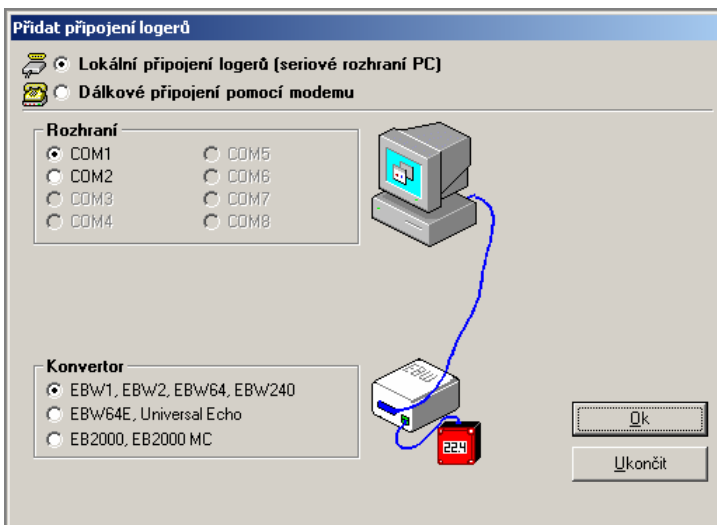 Přidat připojení logerů
Lokální připojení logerů (seriové rozhraní PC)
Dálkové připojení pomocí modemu
Rozhraní
COM1 COM5
COM2 COM6
COM3 COM7
COM4 COM8
Konvertor
EBW1, EBW2, EBW64, EBW240
EBW64E, Universal Echo
EB2000, EB2000 MC
EBW
22.4
Ok
Ukončit